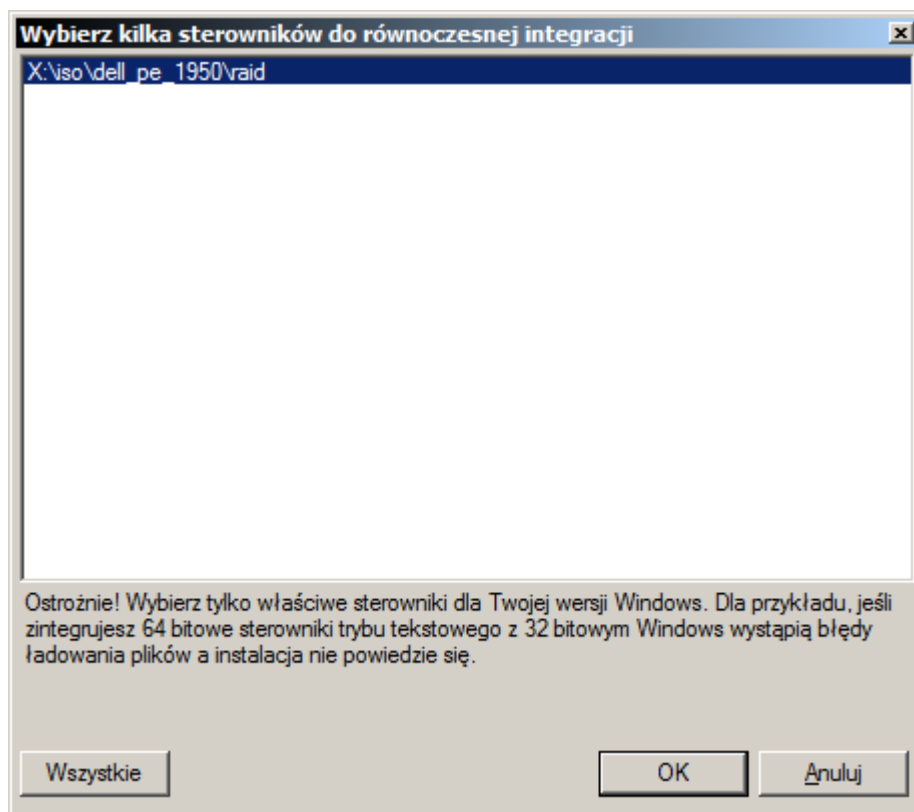 Wybierz kilka sterowników do równoczesnej integracji
X:\iso\dell_pe_1950\raid
Ostrożnie! Wybierz tylko właściwe sterowniki dla Twojej wersji Windows. Dla przykładu, jeśli
zintegrujesz 64 bitowe sterowniki trybu tekstowego z 32 bitowym Windows wystąpią błędy
ładowania plików a instalacja nie powiedzie się.
Wszystkie
OK
Anuluj